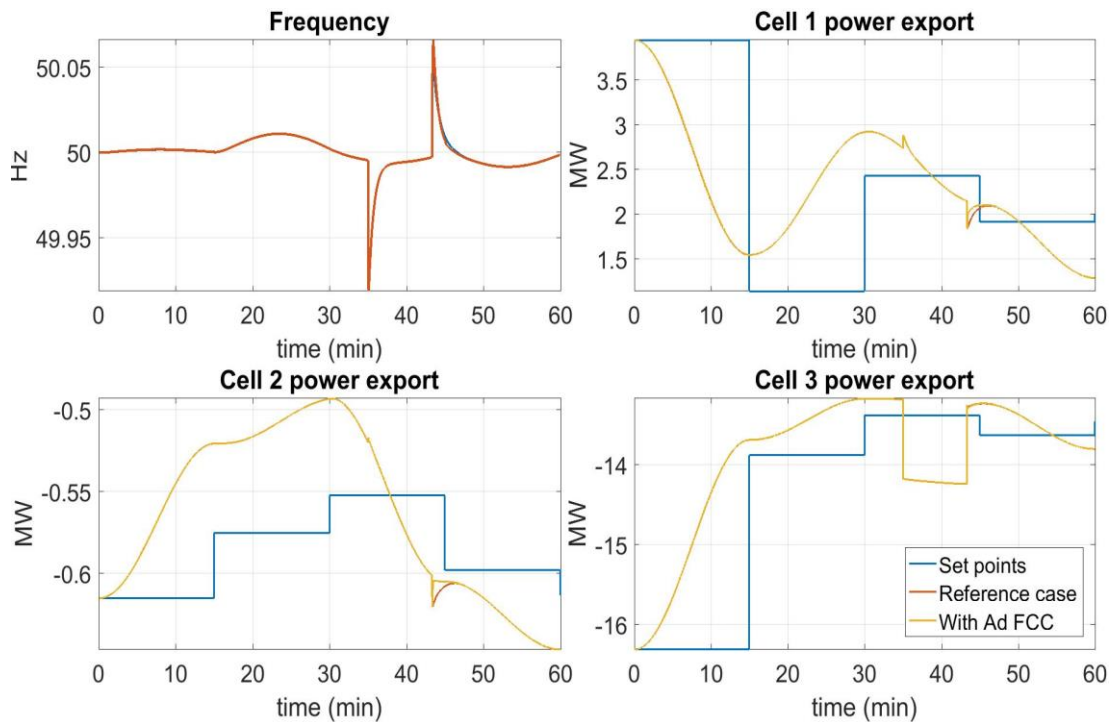 Frequency
50.05
50
49.95
Hz
0 10 20 30 40 50 60
time (min)
Cell 1 power export
3.5
3
2.5
2
1.5
MW
0 10 20 30 40 50 60
time (min)
Cell 2 power export
-0.5
-0.55
-0.6
MW
0 10 20 30 40 50 60
time (min)
Cell 3 power export
-14
-15
-16
MW
Set points
Reference case
With Ad FCC
0 10 20 30 40 50 60
time (min)